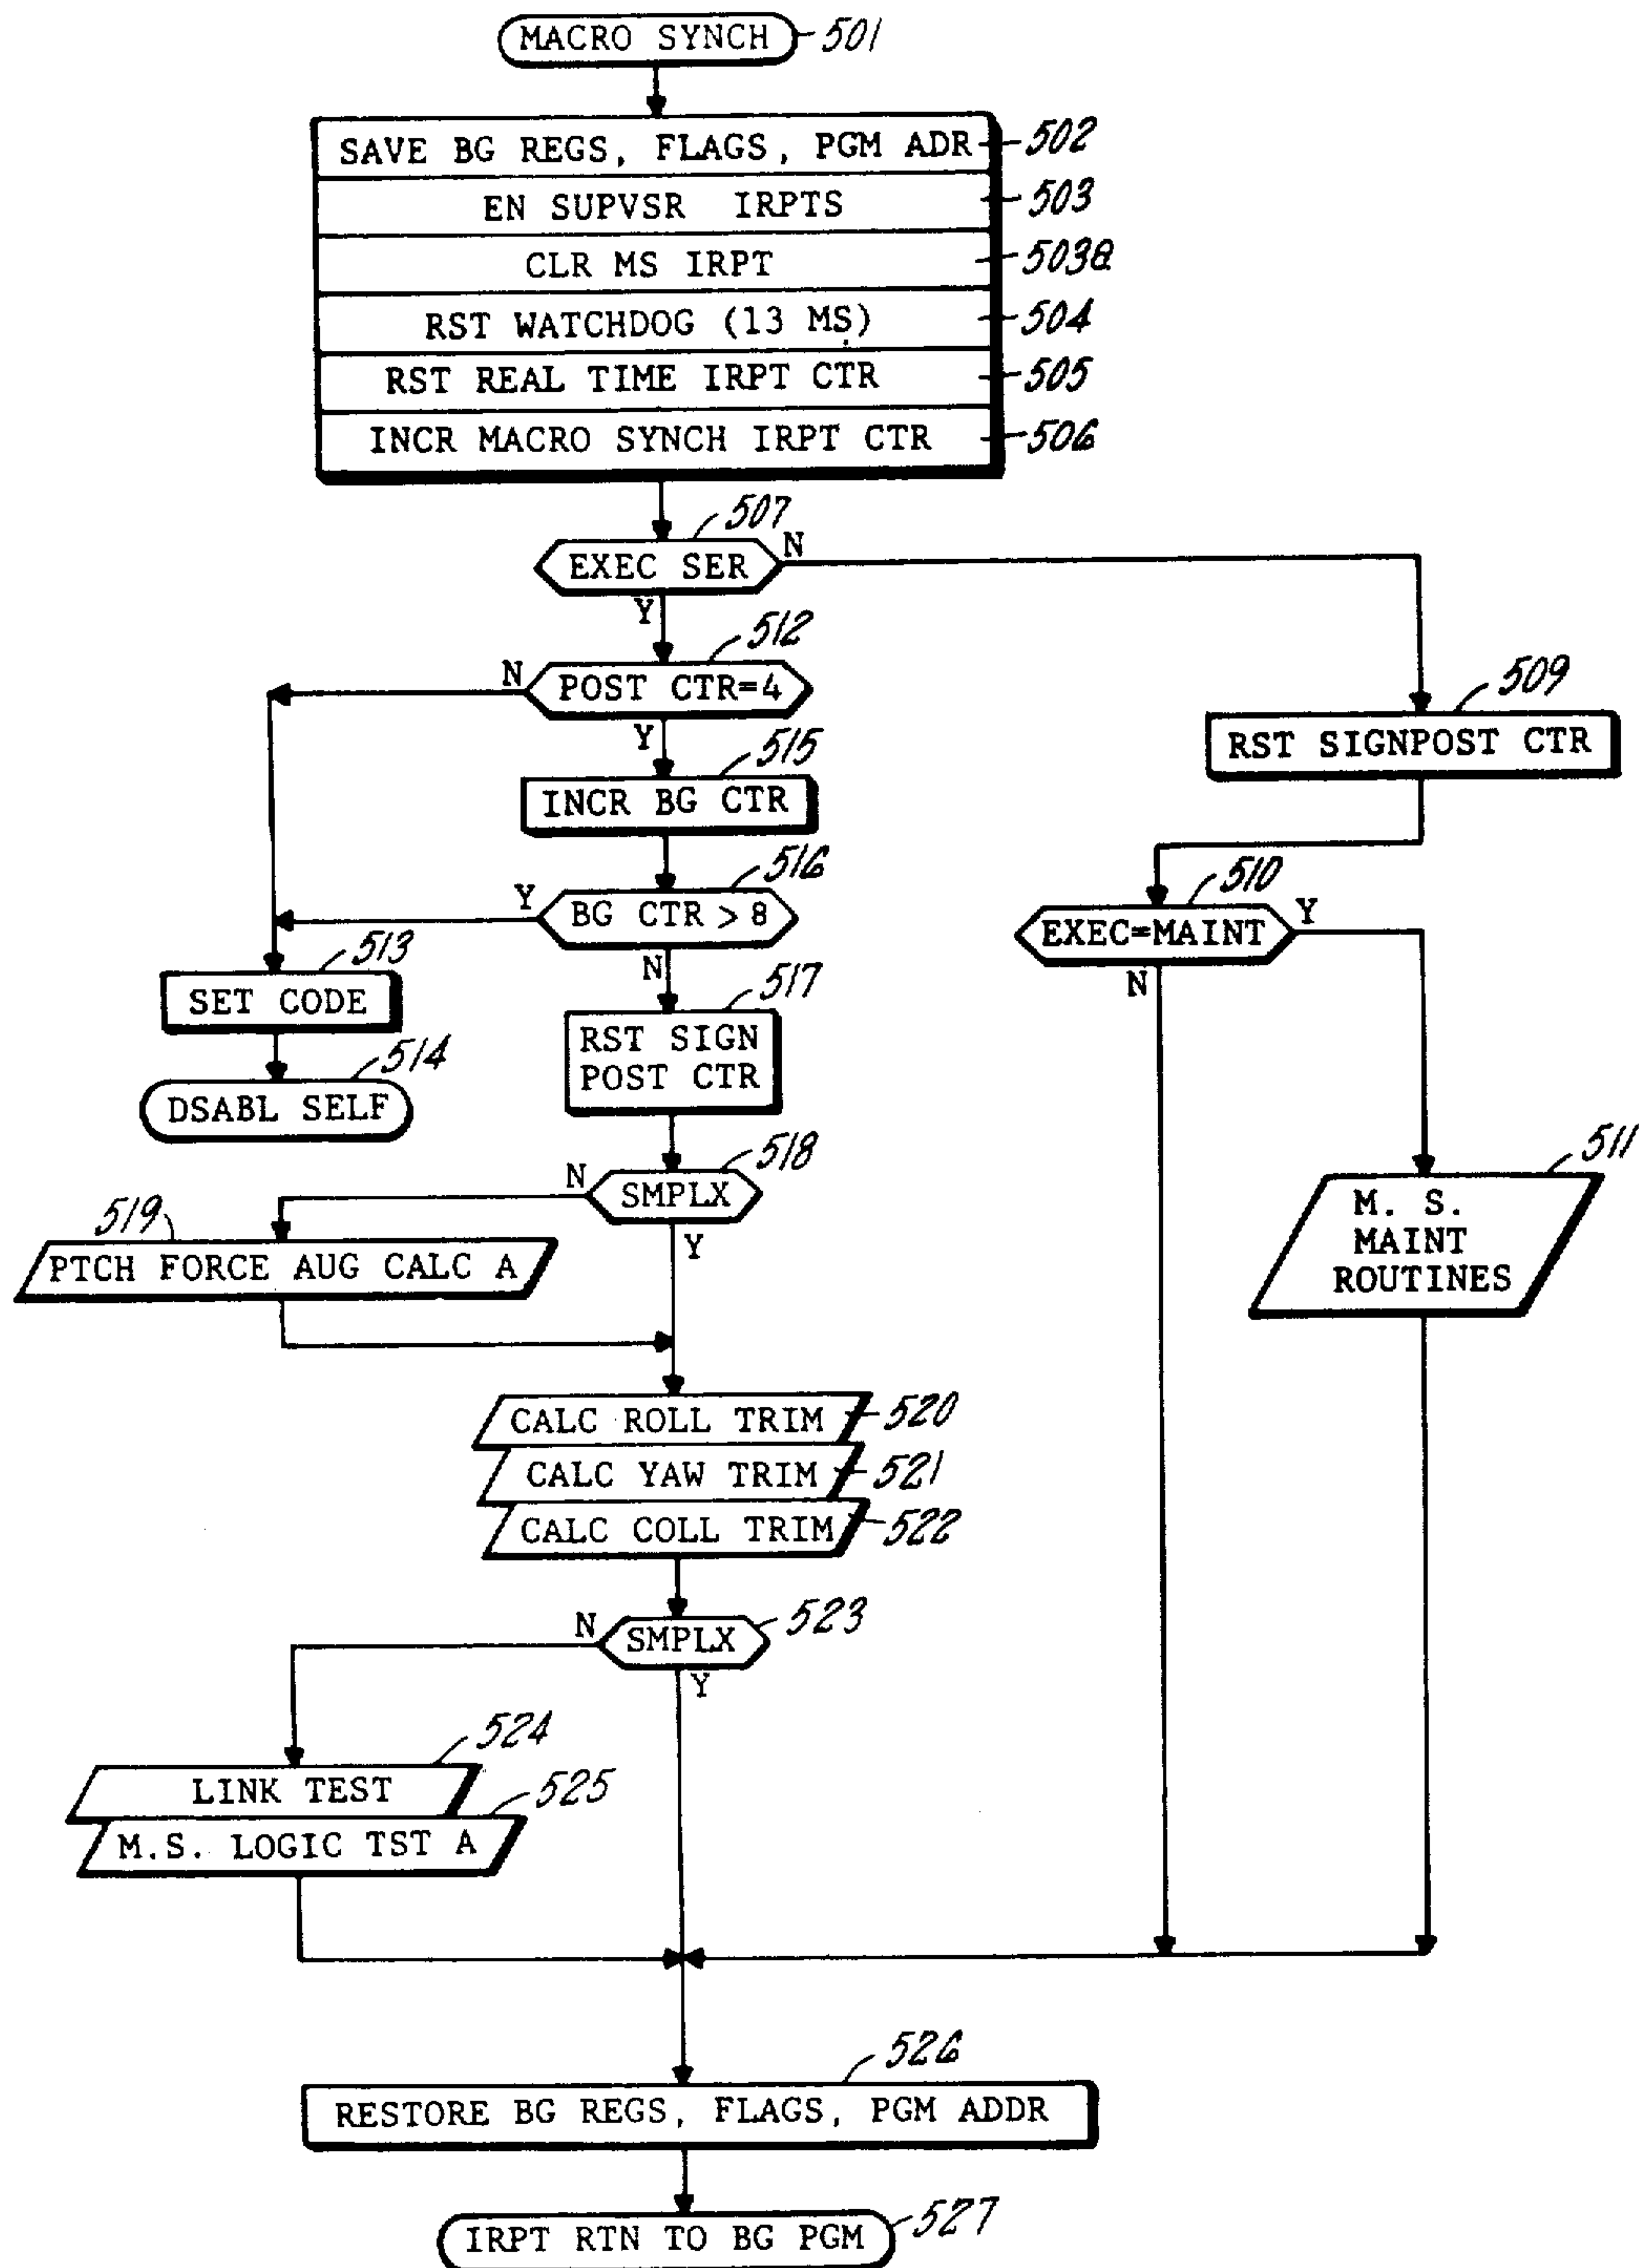 MACRO SYNCH 501
SAVE BG REGS, FLAGS, PGM ADR 502
EN SUPVSR IRPTS 503
CLR MS IRPT 503a
RST WATCHDOG (13 MS) 504
RST REAL TIME IRPT CTR 505
INCR MACRO SYNCH IRPT CTR 506
507
EXEC SER
N
Y
512
POST CTR=4
N
Y
509
RST SIGNPOST CTR
515
INCR BG CTR
516
BG CTR > 8
Y
N
510
EXEC=MAINT
Y
N
513
SET CODE
514
DSABL SELF
517
RST SIGN
POST CTR
511
M. S.
MAINT
ROUTINES
518
SMPLX
N
Y
519
PTCH FORCE AUG CALC A
CALC ROLL TRIM 520
CALC YAW TRIM 521
CALC COLL TRIM 522
523
SMPLX
N
Y
524
LINK TEST
525
M.S. LOGIC TST A
526
RESTORE BG REGS, FLAGS, PGM ADDR
IRPT RTN TO BG PGM 527